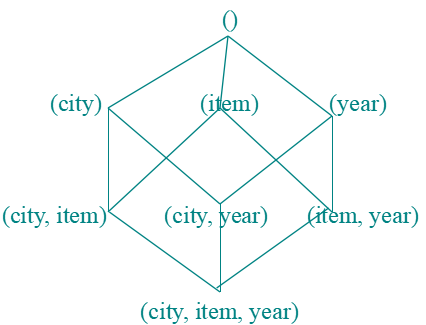 ()
(city)
(item)
(year)
(city, item)
(city, year)
(item, year)
(city, item, year)